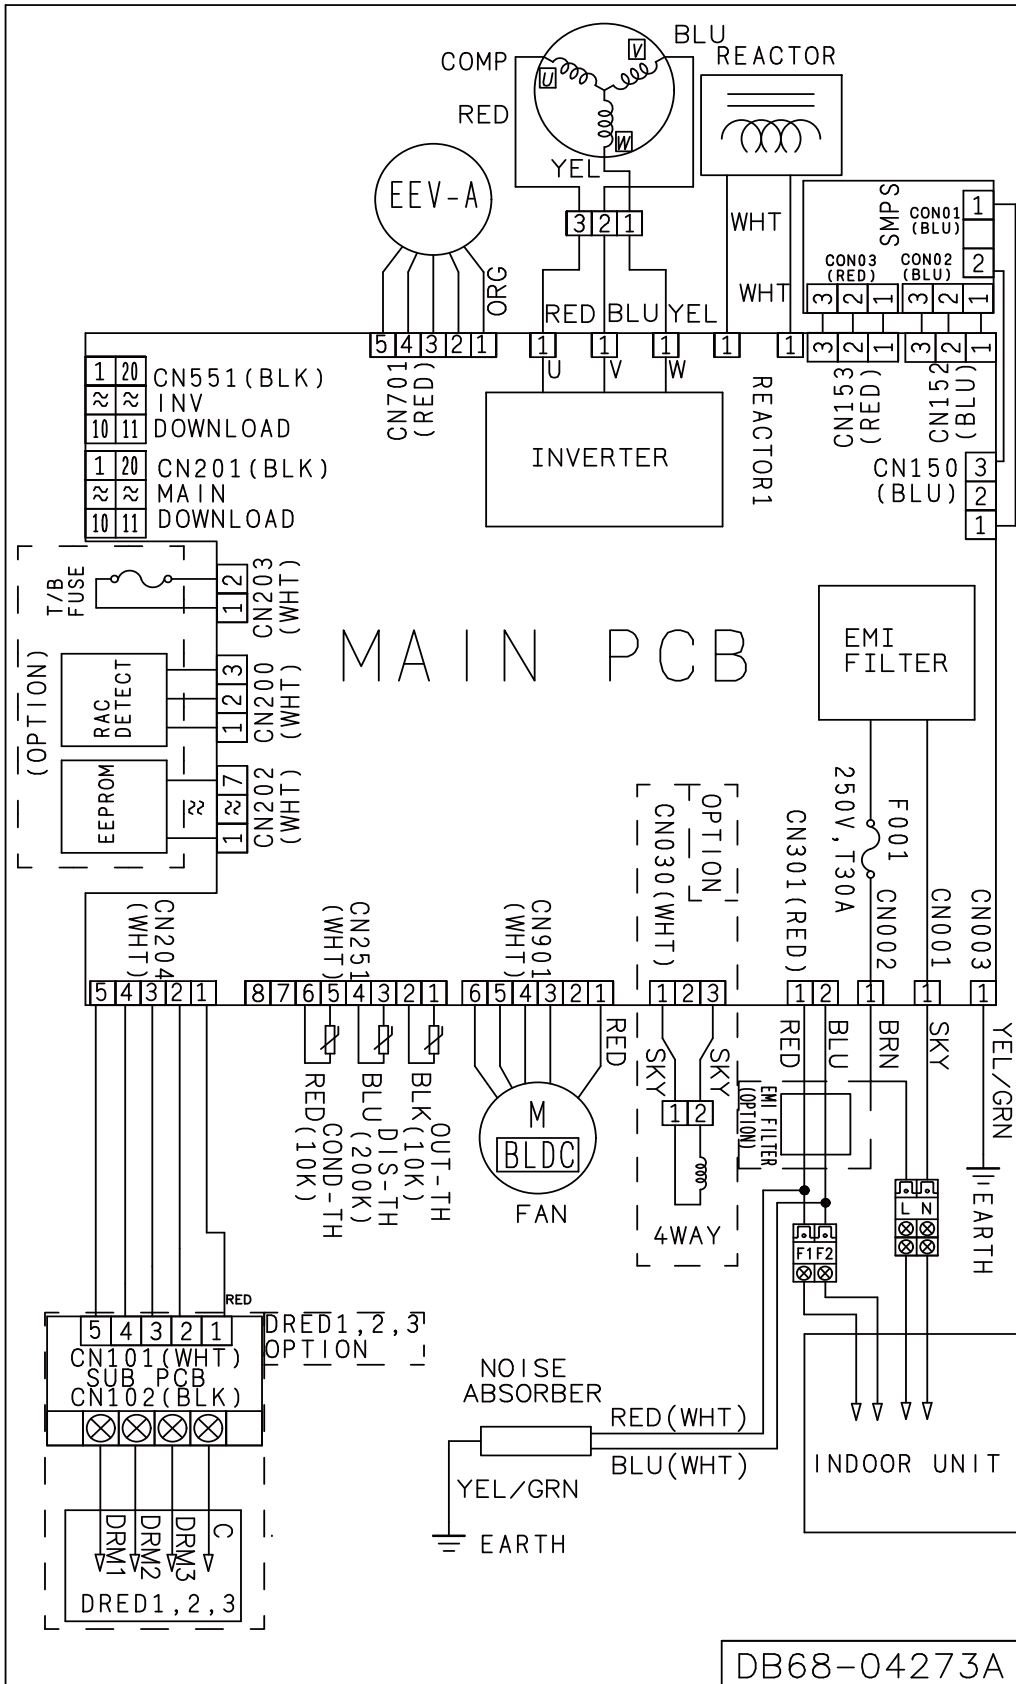 BLU
COMP
REACTOR
U
V
W
RED
YEL
EEV-A
3 2 1
WHT
WHT
SMPS
CON01
(BLU)
1
2
CON03
(RED)
CON02
(BLU)
3 2 1
3 2 1
ORG
RED BLU YEL
5 4 3 2 1
1
1
1
1
1
3 2 1
3 2 1
U
V
W
CN701
(RED)
REACTOR1
CN153
(RED)
CN152
(BLU)
1 20
≈ ≈
10 11
CN551(BLK)
INV
DOWNLOAD
1 20
≈ ≈
10 11
CN201(BLK)
MAIN
DOWNLOAD
INVERTER
CN150
(BLU)
3
2
1
T/B
FUSE
2
1
CN203
(WHT)
(OPTION)
RAC
DETECT
3
2
1
CN200
(WHT)
EEPROM
≈
7
≈
1
CN202
(WHT)
MAIN PCB
EMI
FILTER
250V,T30A
F001
OPTION
CN030(WHT)
CN301(RED)
CN002
CN001
CN003
CN204
(WHT)
CN251
(WHT)
CN901
(WHT)
5 4 3 2 1
8 7 6 5 4 3 2 1
6 5 4 3 2 1
1 2 3
1 2
1
1
1
RED
SKY
SKY
RED
BLU
BRN
SKY
YEL/GRN
RED
(10K)
COND-TH
BLU
(200K)
DIS-TH
BLK
(10K)
OUT-TH
M
BLDC
FAN
1 2
4WAY
EMI FILTER
(OPTION)
L N
F1 F2
EARTH
RED
5 4 3 2 1
CN101(WHT)
SUB PCB
CN102(BLK)
DRED1,2,3
OPTION
NOISE
ABSORBER
RED(WHT)
BLU(WHT)
YEL/GRN
EARTH
INDOOR UNIT
DRM1
DRM2
DRM3
C
DRED1,2,3
DB68-04273A